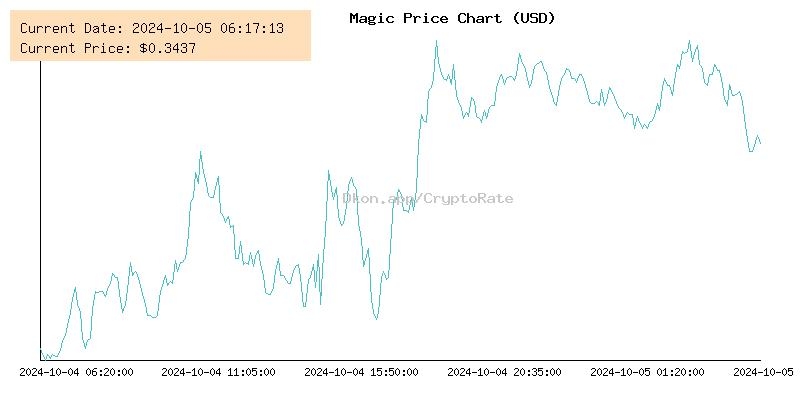 Magic Price Chart (USD)
Current Date: 2024-10-05 06:17:13
Current Price: $0.3437
Dkon.app/CryptoRate
2024-10-04 06:20:00 2024-10-04 11:05:00 2024-10-04 15:50:00 2024-10-04 20:35:00 2024-10-05 01:20:00 2024-10-05